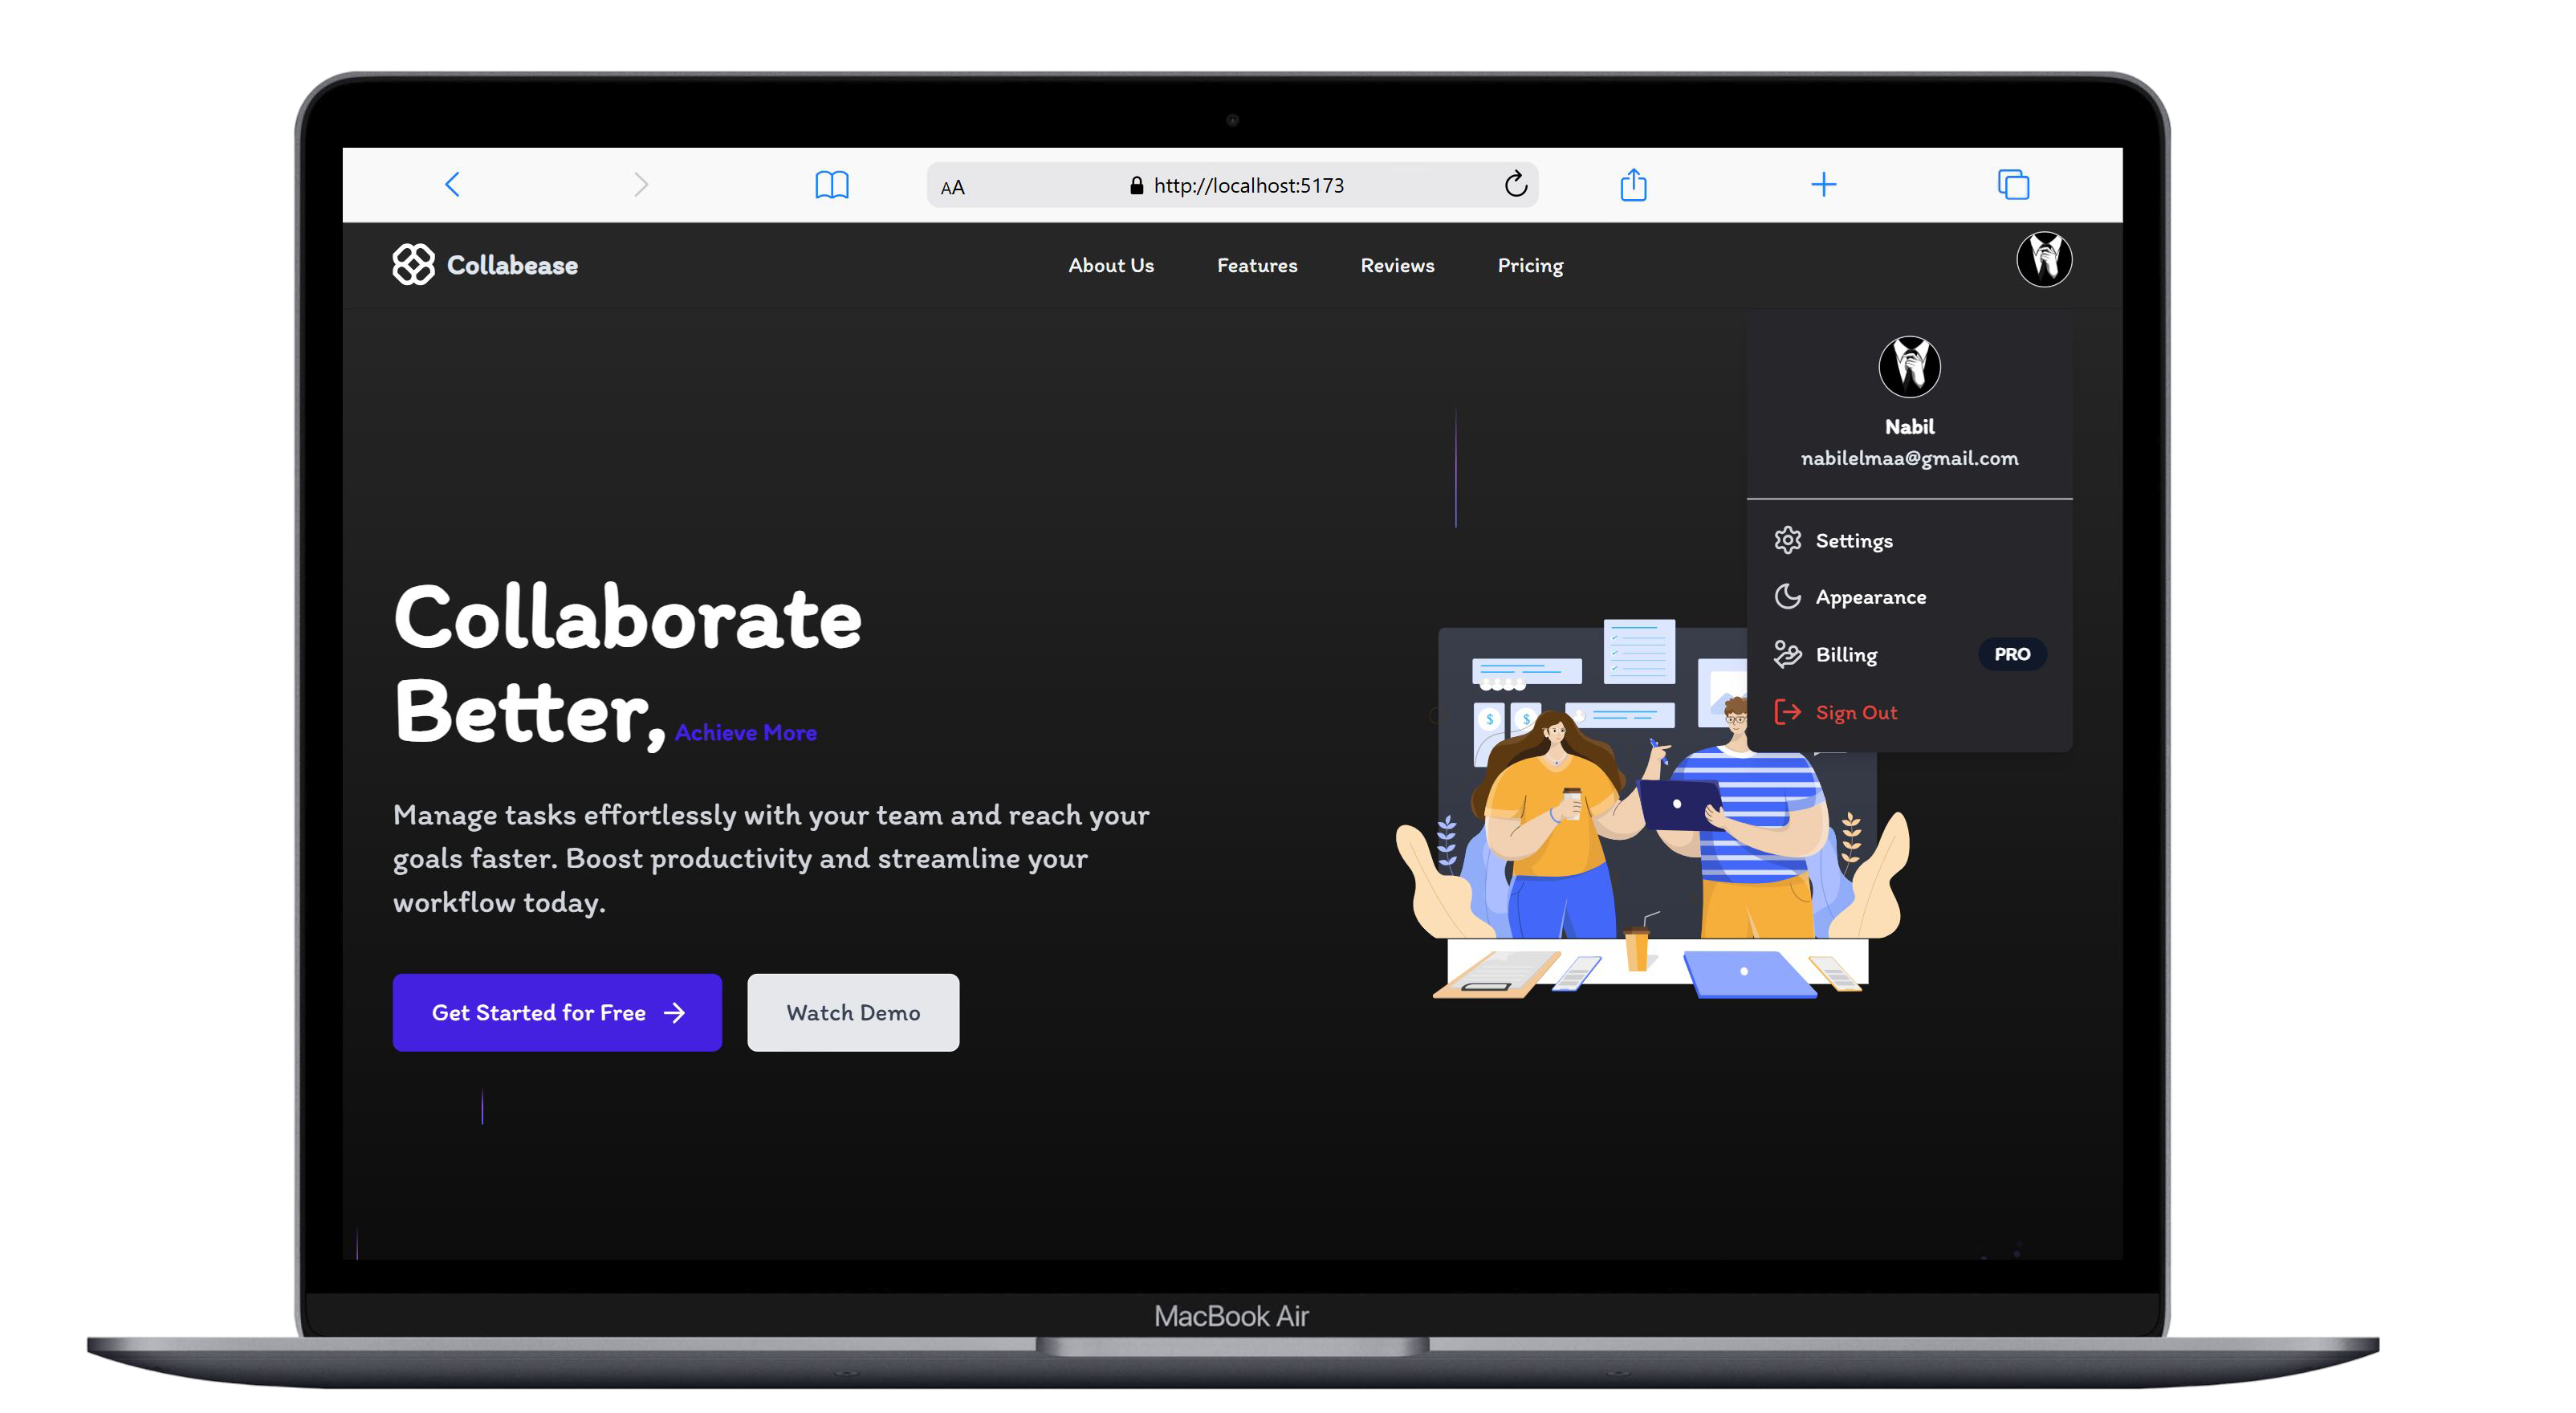 AA http://localhost:5173
Collabease
About Us Features Reviews Pricing
Nabil
nabilelmaa@gmail.com
Settings
Appearance
Billing PRO
Sign Out
Collaborate
Better, Achieve More
Manage tasks effortlessly with your team and reach your
goals faster. Boost productivity and streamline your
workflow today.
Get Started for Free
Watch Demo
$ $
MacBook Air